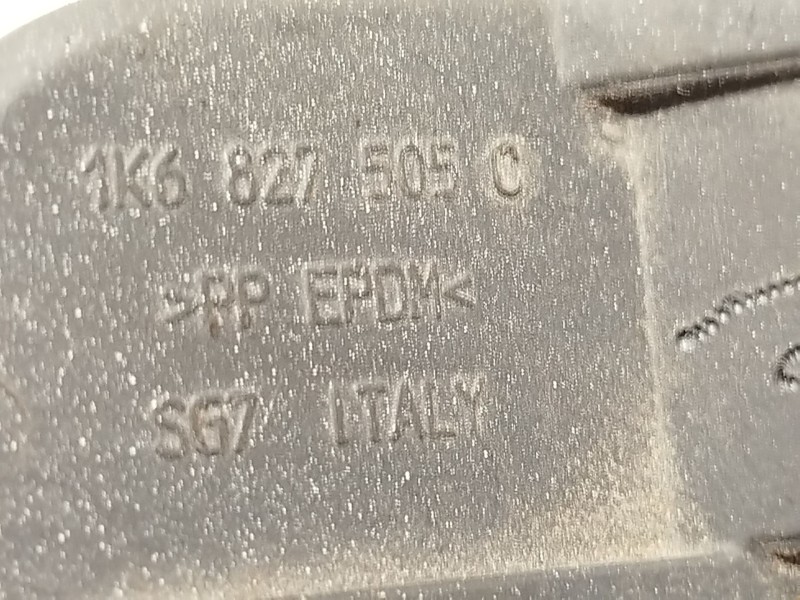 1K6 827 505 C
>PP EPDM<
SG7 ITALY